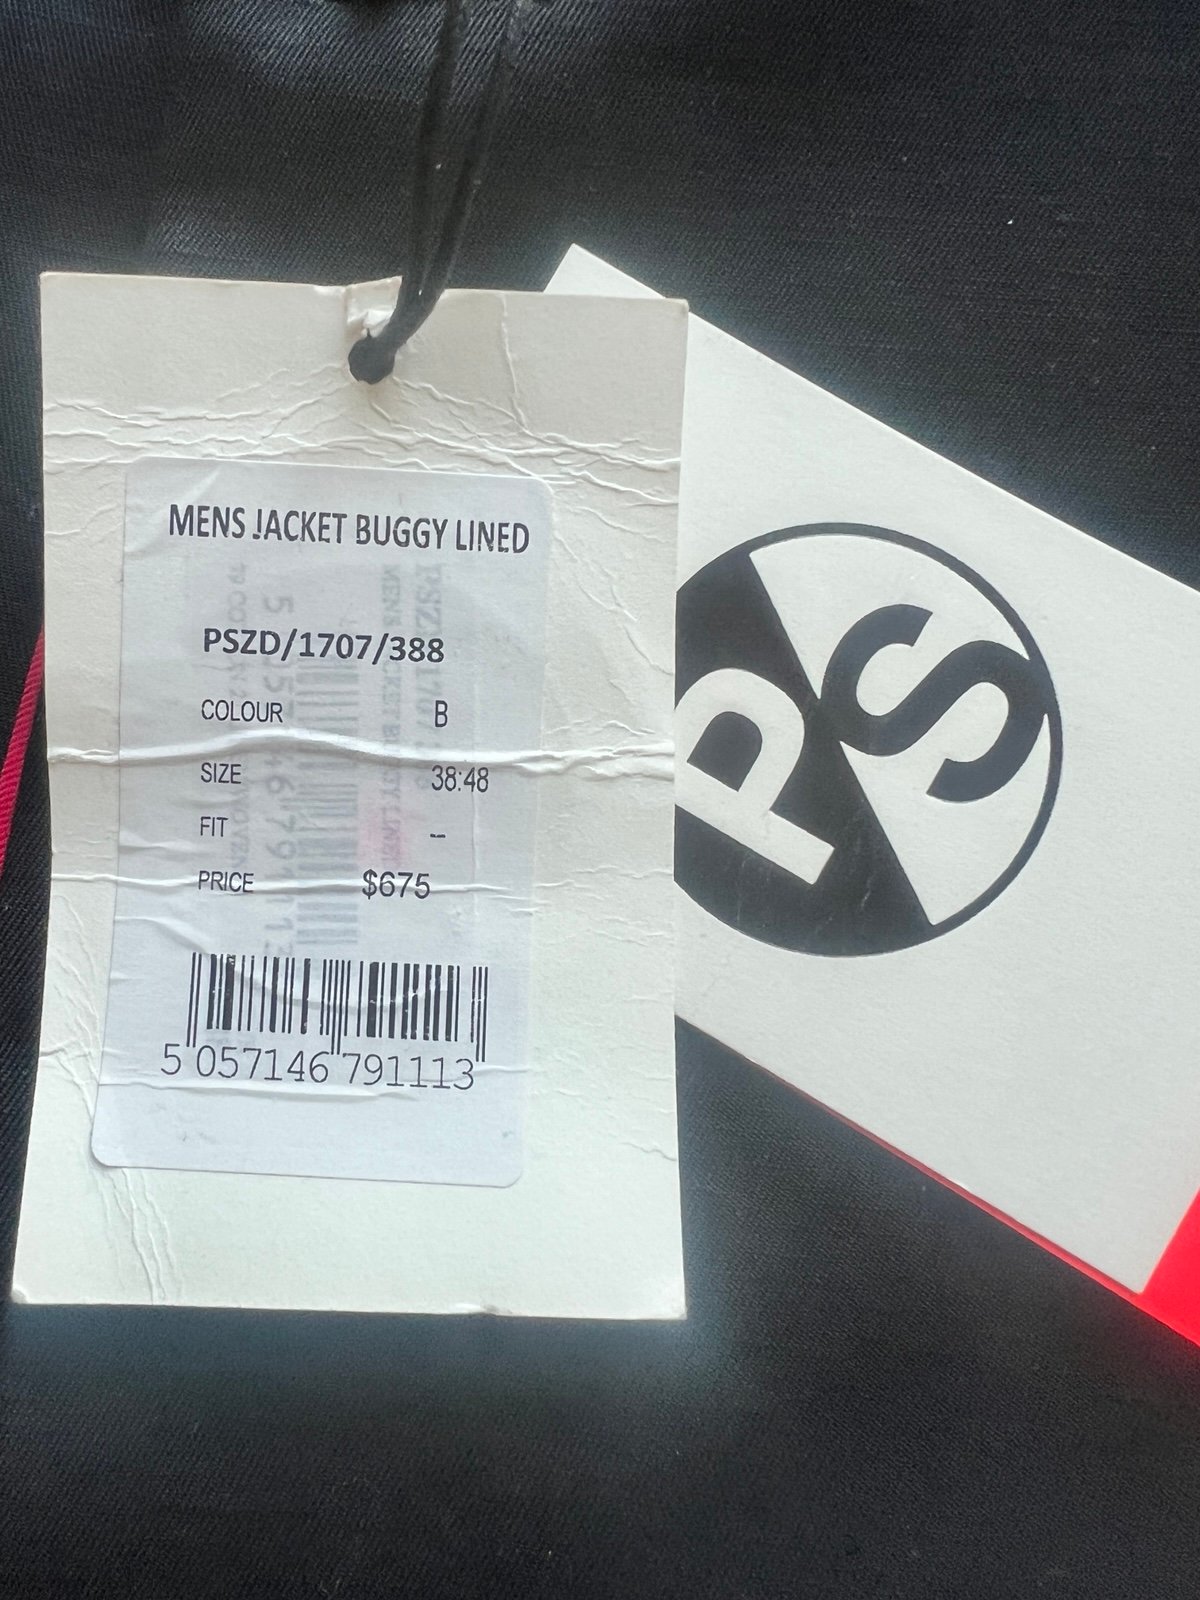 MENS JACKET BUGGY LINED
PSZD/1707/388
COLOUR B
SIZE 38:48
FIT –
PRICE $675
5 057146 791113
PS